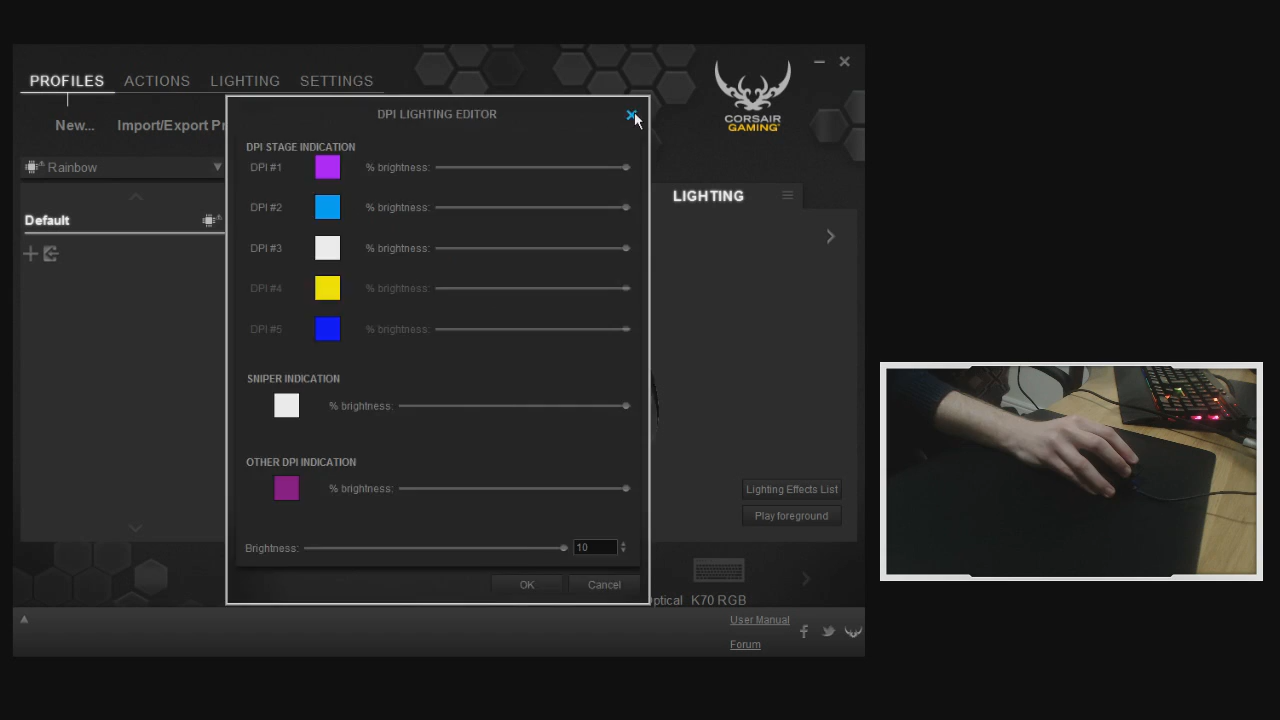 PROFILES ACTIONS LIGHTING SETTINGS
CORSAIR
GAMING
New... Import/Export Pr
Rainbow
Default
DPI LIGHTING EDITOR
DPI STAGE INDICATION
DPI #1 % brightness:
DPI #2 % brightness:
DPI #3 % brightness:
DPI #4 % brightness:
DPI #5 % brightness:
SNIPER INDICATION
% brightness:
OTHER DPI INDICATION
% brightness:
Brightness: 10
OK Cancel
LIGHTING
Lighting Effects List
Play foreground
ptical K70 RGB
User Manual
Forum